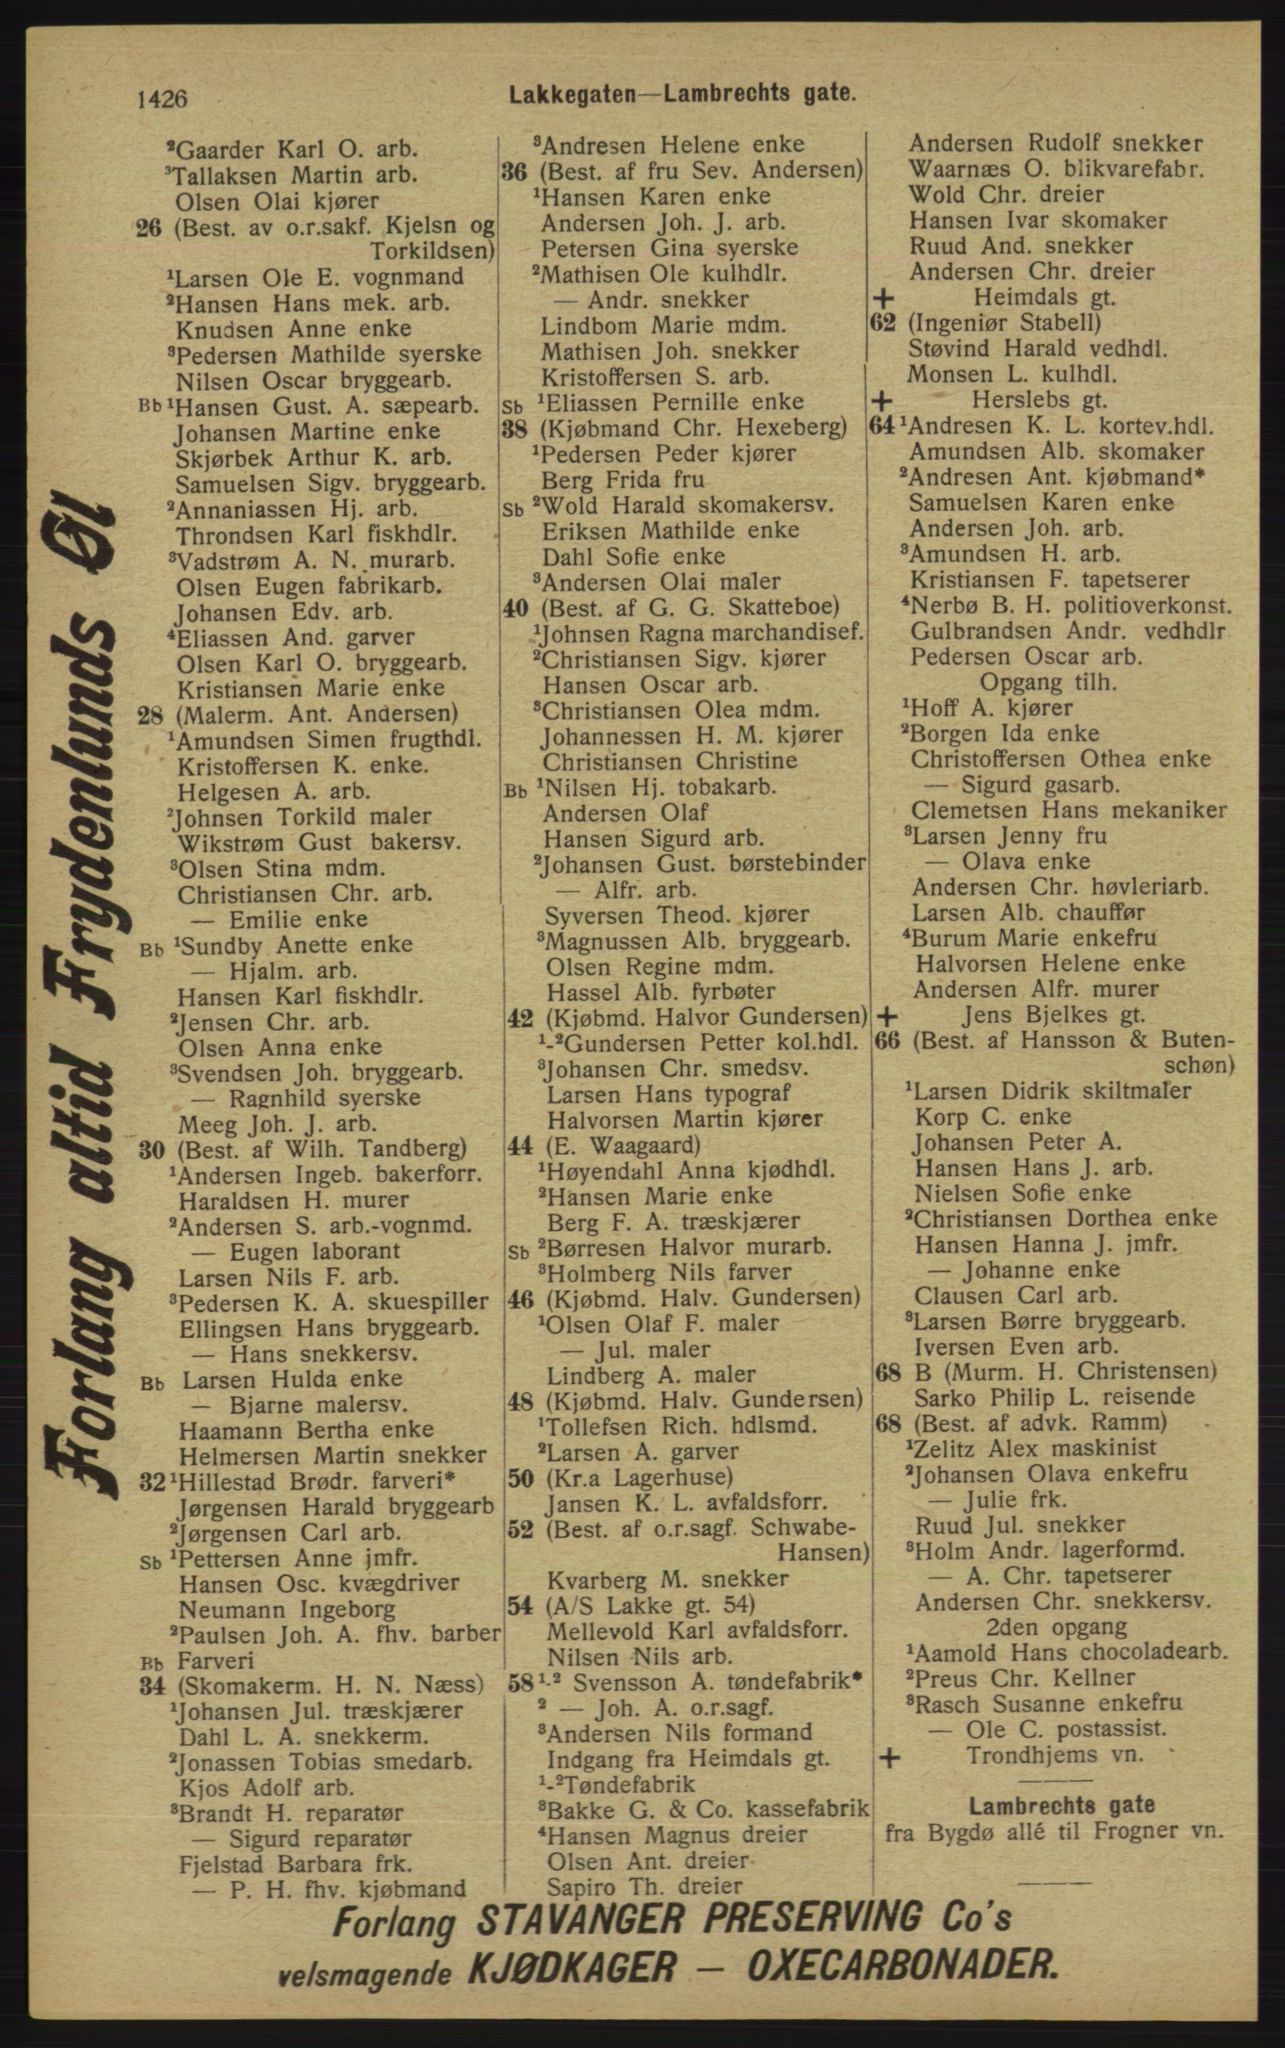 1426
Lakkegaten—Lambrechts gate.
²Gaarder Karl O. arb.
³Tallaksen Martin arb.
Olsen Olai kjører
26 (Best. av o.r.sakf. Kjelsn og
Torkildsen)
¹Larsen Ole E. vognmand
²Hansen Hans mek. arb.
Knudsen Anne enke
³Pedersen Mathilde syerske
Nilsen Oscar bryggearb.
Bb ¹Hansen Gust. A. sæpearb.
Johansen Martine enke
Skjørbek Arthur K. arb.
Samuelsen Sigv. bryggearb.
²Annaniassen Hj. arb.
Throndsen Karl fiskhdlr.
³Vadstrøm A. N. murarb.
Olsen Eugen fabrikarb.
Johansen Edv. arb.
⁴Eliassen And. garver
Olsen Karl O. bryggearb.
Kristiansen Marie enke
28 (Malerm. Ant. Andersen)
¹Amundsen Simen frugthdl.
Kristoffersen K. enke.
Helgesen A. arb.
²Johnsen Torkild maler
Wikstrøm Gust bakersv.
³Olsen Stina mdm.
Christiansen Chr. arb.
— Emilie enke
Bb ¹Sundby Anette enke
— Hjalm. arb.
Hansen Karl fiskhdlr.
²Jensen Chr. arb.
Olsen Anna enke
³Svendsen Joh. bryggearb.
— Ragnhild syerske
Meeg Joh. J. arb.
30 (Best. af Wilh. Tandberg)
¹Andersen Ingeb. bakerforr.
Haraldsen H. murer
²Andersen S. arb.-vognmd.
— Eugen laborant
Larsen Nils F. arb.
³Pedersen K. A. skuespiller
Ellingsen Hans bryggearb.
— Hans snekkersv.
Bb Larsen Hulda enke
— Bjarne malersv.
Haamann Bertha enke
Helmersen Martin snekker
32 ¹Hillestad Brødr. farveri*
Jørgensen Harald bryggearb
²Jørgensen Carl arb.
Sb ¹Pettersen Anne jmfr.
Hansen Osc. kvægdriver
Neumann Ingeborg
²Paulsen Joh. A. fhv. barber
Bb Farveri
34 (Skomakerm. H. N. Næss)
¹Johansen Jul. træskjærer
Dahl L. A. snekkerm.
²Jonassen Tobias smedarb.
Kjos Adolf arb.
³Brandt H. reparatør
— Sigurd reparatør
Fjelstad Barbara frk.
— P. H. fhv. kjøbmand
³Andresen Helene enke
36 (Best. af fru Sev. Andersen)
¹Hansen Karen enke
Andersen Joh. J. arb.
Petersen Gina syerske
²Mathisen Ole kulhdlr.
— Andr. snekker
Lindbom Marie mdm.
Mathisen Joh. snekker
Kristoffersen S. arb.
Sb ¹Eliassen Pernille enke
38 (Kjøbmand Chr. Hexeberg)
¹Pedersen Peder kjører
Berg Frida fru
Sb ²Wold Harald skomakersv.
Eriksen Mathilde enke
Dahl Sofie enke
³Andersen Olai maler
40 (Best. af G. G. Skatteboe)
¹Johnsen Ragna marchandisef.
²Christiansen Sigv. kjører
Hansen Oscar arb.
³Christiansen Olea mdm.
Johannessen H. M. kjører
Christiansen Christine
Bb ¹Nilsen Hj. tobakarb.
Andersen Olaf
Hansen Sigurd arb.
²Johansen Gust. børstebinder
— Alfr. arb.
Syversen Theod. kjører
³Magnussen Alb. bryggearb.
Olsen Regine mdm.
Hassel Alb. fyrbøter
42 (Kjøbmd. Halvor Gundersen)
¹-²Gundersen Petter kol.hdl.
³Johansen Chr. smedsv.
Larsen Hans typograf
Halvorsen Martin kjører
44 (E. Waagaard)
¹Høyendahl Anna kjødhdl.
²Hansen Marie enke
Berg F. A. træskjærer
Sb ²Børresen Halvor murarb.
³Holmberg Nils farver
46 (Kjøbmd. Halv. Gundersen)
¹Olsen Olaf F. maler
— Jul. maler
Lindberg A. maler
48 (Kjøbmd. Halv. Gundersen)
¹Tollefsen Rich. hdlsmd.
²Larsen A. garver
50 (Kr.a Lagerhuse)
Jansen K. L. avfaldsforr.
52 (Best. af o.r.sagf. Schwabe-
Hansen)
Kvarberg M. snekker
54 (A/S Lakke gt. 54)
Mellevold Karl avfaldsforr.
Nilsen Nils arb.
58 ¹-² Svensson A. tøndefabrik*
² — Joh. A. o.r.sagf.
³Andersen Nils formand
Indgang fra Heimdals gt.
¹-²Tøndefabrik
³Bakke G. & Co. kassefabrik
⁴Hansen Magnus dreier
Olsen Ant. dreier
Sapiro Th. dreier
Andersen Rudolf snekker
Waarnæs O. blikvarefabr.
Wold Chr. dreier
Hansen Ivar skomaker
Ruud And. snekker
Andersen Chr. dreier
+ Heimdals gt.
62 (Ingeniør Stabell)
Støvind Harald vedhdl.
Monsen L. kulhdl.
+ Herslebs gt.
64 ¹Andresen K. L. kortev.hdl.
Amundsen Alb. skomaker
²Andresen Ant. kjøbmand*
Samuelsen Karen enke
Andersen Joh. arb.
³Amundsen H. arb.
Kristiansen F. tapetserer
⁴Nerbø B. H. politioverkonst.
Gulbrandsen Andr. vedhdlr
Pedersen Oscar arb.
Opgang tilh.
¹Hoff A. kjører
²Borgen Ida enke
Christoffersen Othea enke
— Sigurd gasarb.
Clemetsen Hans mekaniker
³Larsen Jenny fru
— Olava enke
Andersen Chr. høvleriarb.
Larsen Alb. chauffør
⁴Burum Marie enkefru
Halvorsen Helene enke
Andersen Alfr. murer
+ Jens Bjelkes gt.
66 (Best. af Hansson & Buten-
schøn)
¹Larsen Didrik skiltmaler
Korp C. enke
Johansen Peter A.
Hansen Hans J. arb.
Nielsen Sofie enke
²Christiansen Dorthea enke
Hansen Hanna J. jmfr.
— Johanne enke
Clausen Carl arb.
³Larsen Børre bryggearb.
Iversen Even arb.
68 B (Murm. H. Christensen)
Sarko Philip L. reisende
68 (Best. af advk. Ramm)
¹Zelitz Alex maskinist
²Johansen Olava enkefru
— Julie frk.
Ruud Jul. snekker
³Holm Andr. lagerformd.
— A. Chr. tapetserer
Andersen Chr. snekkersv.
2den opgang
¹Aamold Hans chocoladearb.
²Preus Chr. Kellner
³Rasch Susanne enkefru
— Ole C. postassist.
+ Trondhjems vn.
Lambrechts gate
fra Bygdø allé til Frogner vn.
Forlang altid Frydenlunds Øl
Forlang STAVANGER PRESERVING Co's
velsmagende KJØDKAGER — OXECARBONADER.